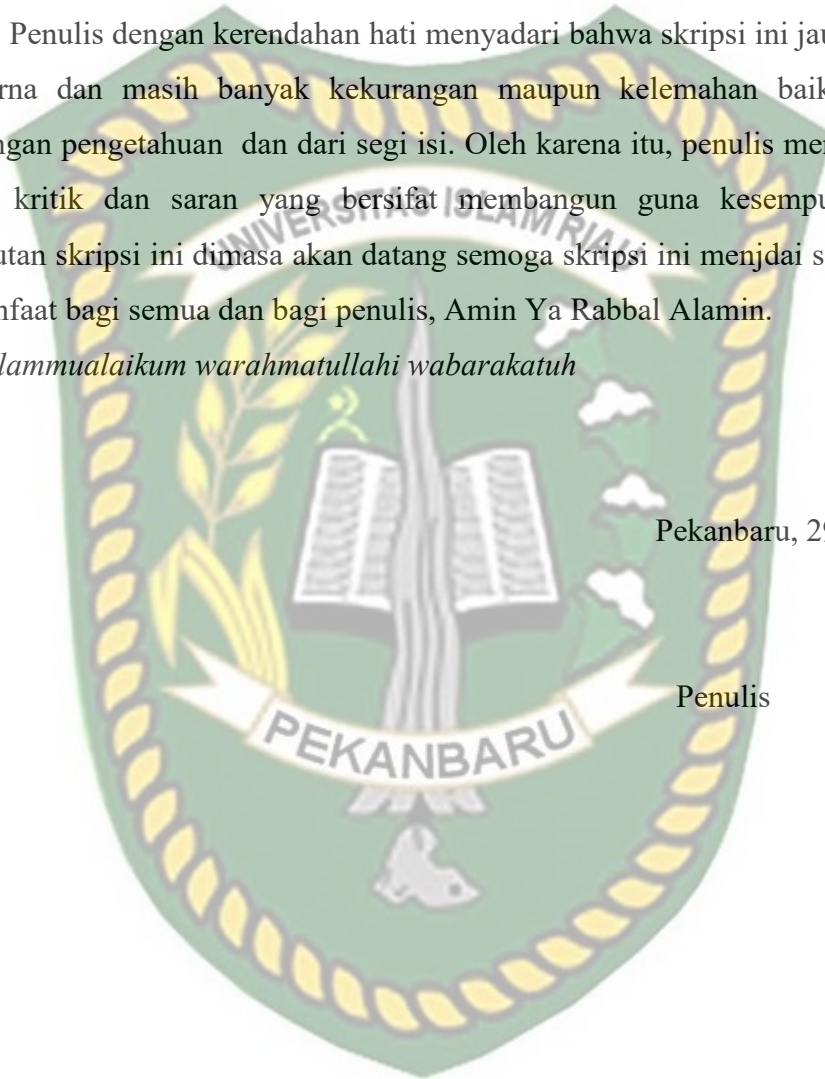 Penulis dengan kerendahan hati menyadari bahwa skripsi ini jau
rna dan masih banyak kekurangan maupun kelemahan baik
ngan pengetahuan dan dari segi isi. Oleh karena itu, penulis men
kritik dan saran yang bersifat membangun guna kesempu
utan skripsi ini dimasa akan datang semoga skripsi ini menjdai s
nfaat bagi semua dan bagi penulis, Amin Ya Rabbal Alamin.
lammualaikum warahmatullahi wabarakatuh
UNIVERSITAS ISLAM RIAU
Pekanbaru, 29
Penulis
PEKANBARU